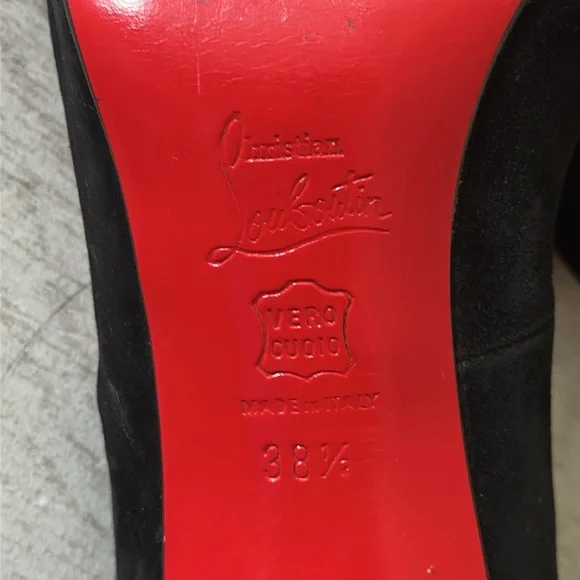 Christian
Louboutin
VERO
CUOIO
MADE IN ITALY
38½